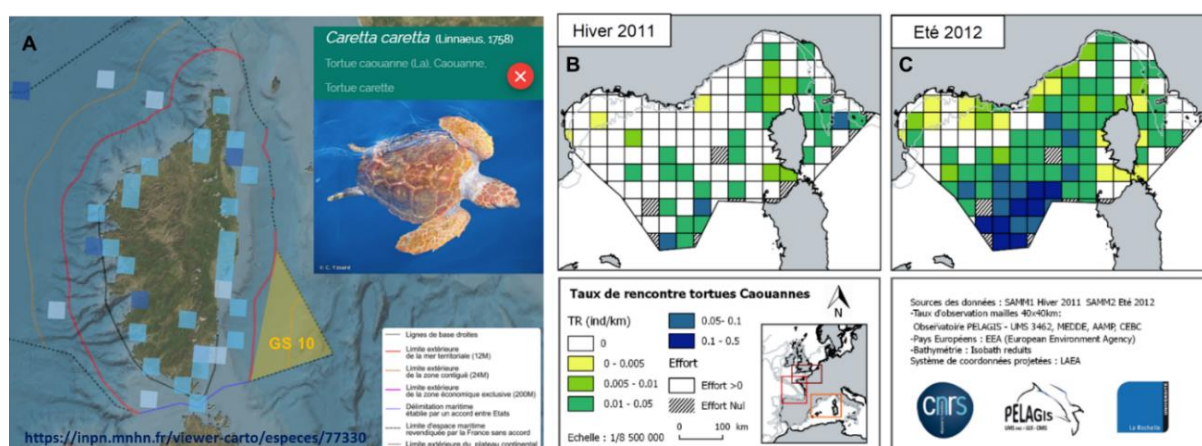 A
Caretta caretta (Linnaeus, 1758)
Tortue caouanne (La), Caouanne,
Tortue carette
GS 10
Lignes de base droites
Limite extérieure
de la mer territoriale (12M)
Limite extérieure
de la zone contiguë (24M)
Limite extérieure
de la zone économique exclusive (200M)
Délimitation maritime
établie par un accord entre Etats
Limite d'espace maritime
revendiquée par la France sans accord
Limite extérieure du plateau continental
https://inpn.mnhn.fr/viewer-carto/especes/77330
Hiver 2011
B
Eté 2012
C
Taux de rencontre tortues Caouannes
TR (ind/km)
0
0 - 0.005
0.005 - 0.01
0.01 - 0.05
0.05 - 0.1
0.1 - 0.5
Effort
Effort >0
Effort Nul
N
Echelle : 1/8 500 000
0 100 km
Sources des données : SAMM1 Hiver 2011 SAMM2 Eté 2012
-Taux d'observation mailles 40x40km:
Observatoire PELAGIS - UMS 3462, MEDDE, AAMP, CEBC
-Pays Européens : EEA (European Environment Agency)
-Bathymétrie : Isobath reduits
Système de coordonnées projetées : LAEA
cnrs
PELAGIS
La Rochelle